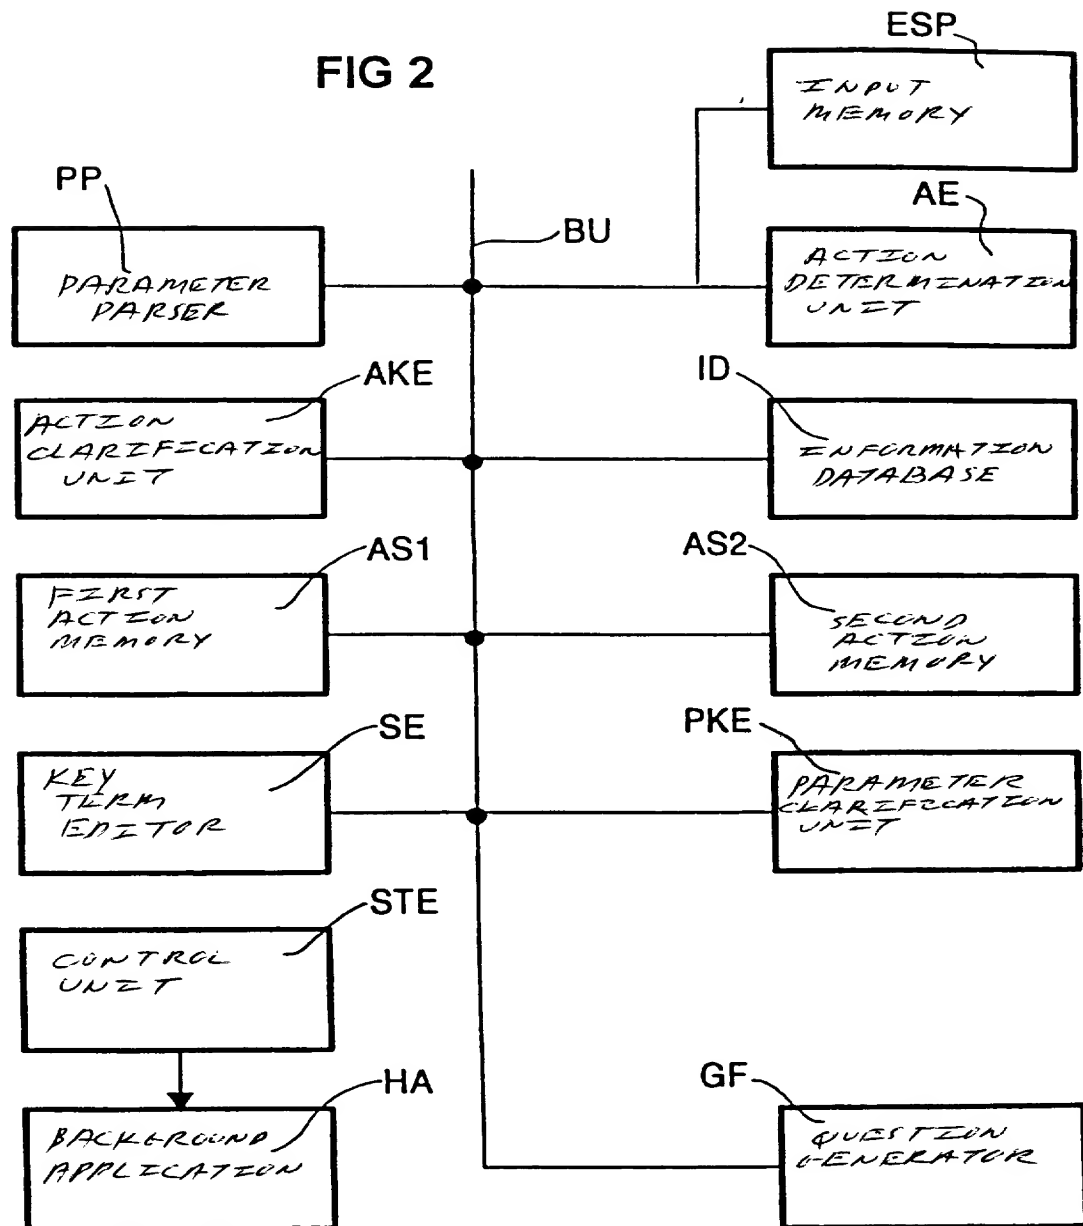 FIG 2
ESP
INPUT
MEMORY
PP
PARAMETER
PARSER
BU
AE
ACTION
DETERMINATION
UNIT
AKE
ACTION
CLARIFICATION
UNIT
ID
INFORMATION
DATABASE
AS1
FIRST
ACTION
MEMORY
AS2
SECOND
ACTION
MEMORY
SE
KEY
TERM
EDITOR
PKE
PARAMETER
CLARIFICATION
UNIT
STE
CONTROL
UNIT
HA
BACKGROUND
APPLICATION
GF
QUESTION
GENERATOR